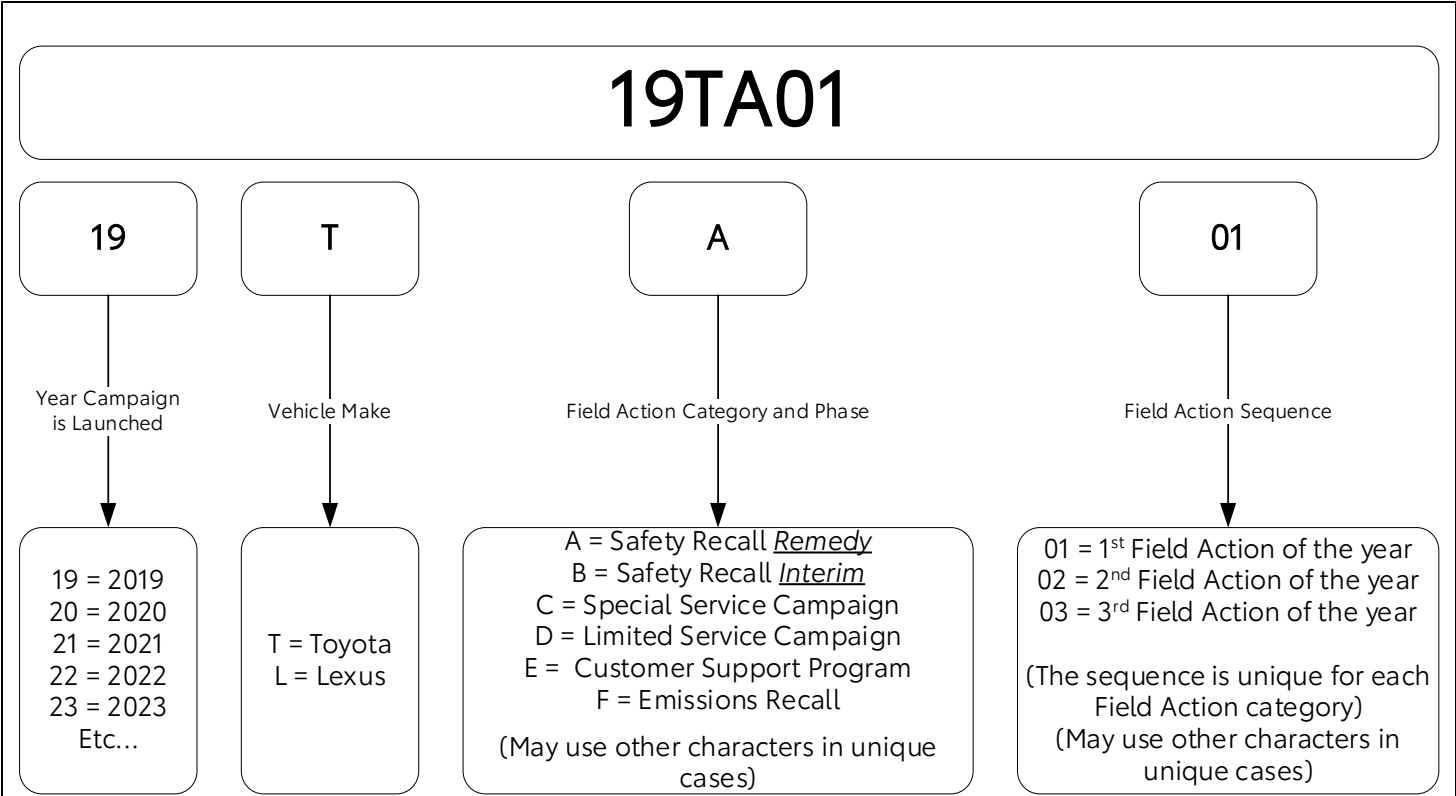 19TA01
19
T
A
01
Year Campaign
is Launched
Vehicle Make
Field Action Category and Phase
Field Action Sequence
19 = 2019
20 = 2020
21 = 2021
22 = 2022
23 = 2023
Etc...
T = Toyota
L = Lexus
A = Safety Recall Remedy
B = Safety Recall Interim
C = Special Service Campaign
D = Limited Service Campaign
E =  Customer Support Program
F = Emissions Recall
(May use other characters in unique
cases)
01 = 1st Field Action of the year
02 = 2nd Field Action of the year
03 = 3rd Field Action of the year
(The sequence is unique for each
Field Action category)
(May use other characters in
unique cases)